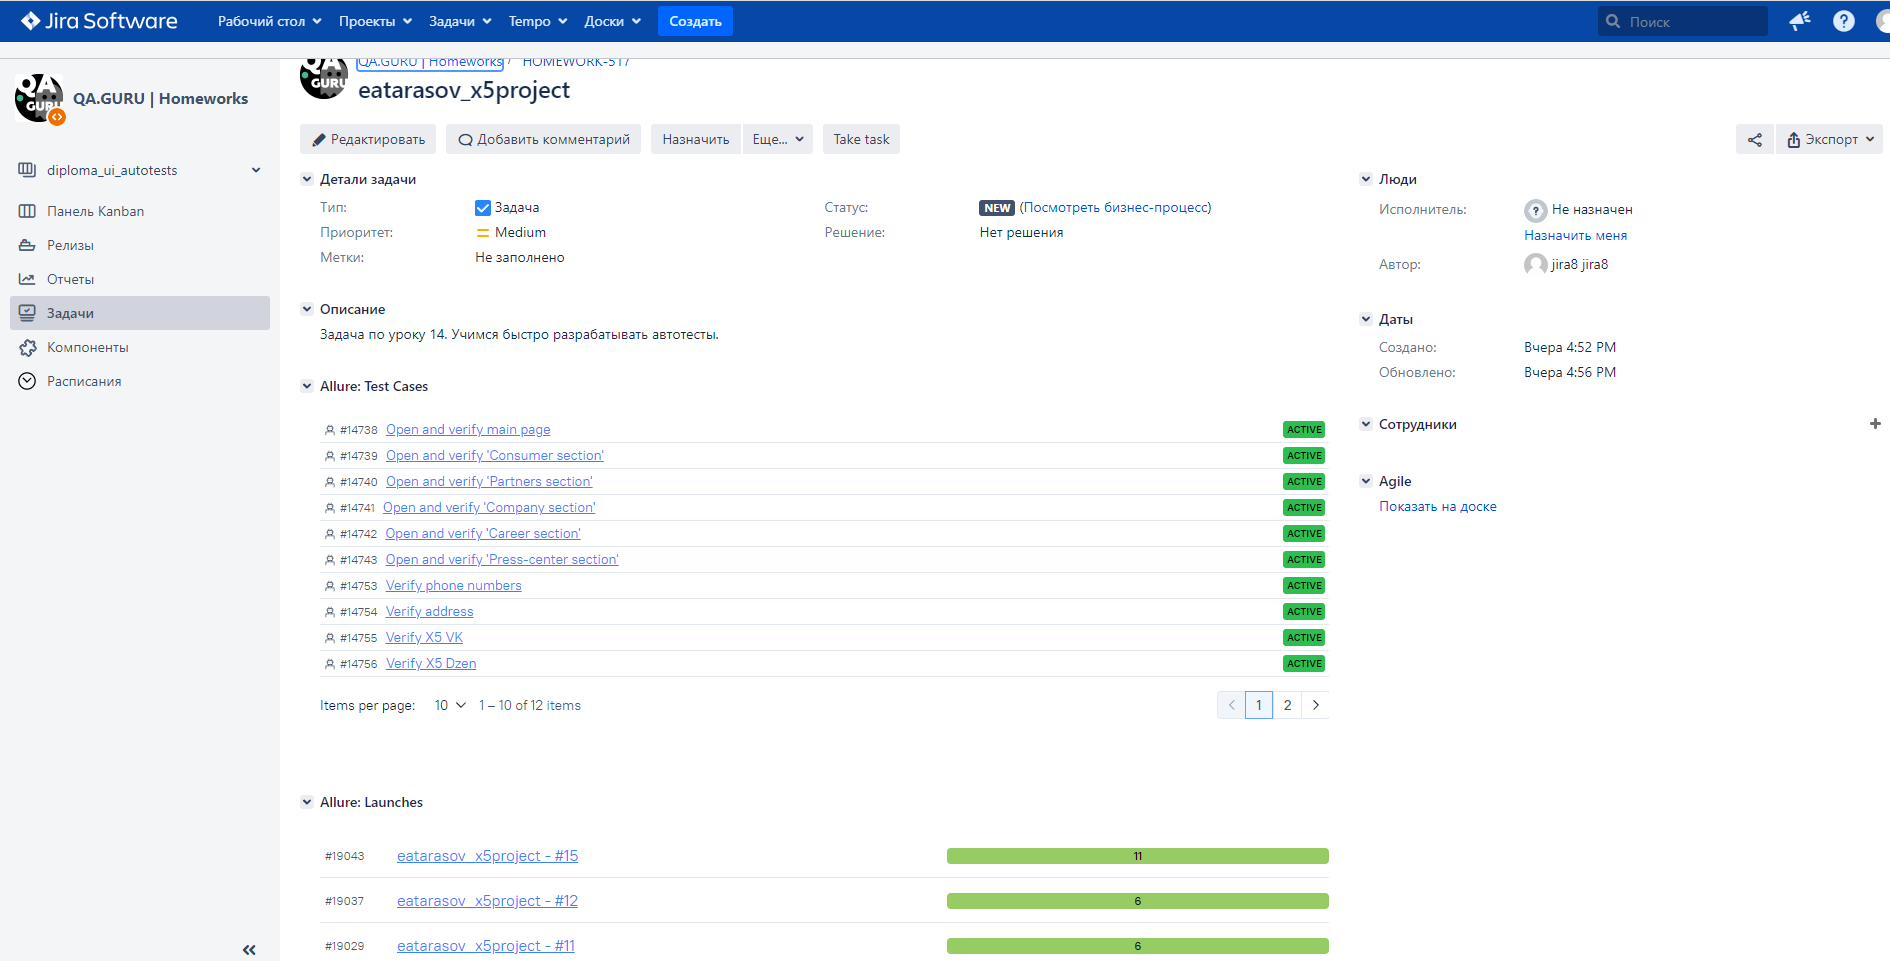 Jira Software Рабочий стол Проекты Задачи Tempo Доски Создать Поиск
QA.GURU | Homeworks
diploma_ui_autotests
Панель Kanban
Релизы
Отчеты
Задачи
Компоненты
Расписания
QA.GURU | Homeworks / HOMEWORK-517
eatarasov_x5project
Редактировать Добавить комментарий Назначить Еще... Take task Экспорт
Детали задачи
Тип: Задача
Приоритет: Medium
Метки: Не заполнено
Статус: NEW (Посмотреть бизнес-процесс)
Решение: Нет решения
Описание
Задача по уроку 14. Учимся быстро разрабатывать автотесты.
Allure: Test Cases
#14738 Open and verify main page ACTIVE
#14739 Open and verify 'Consumer section' ACTIVE
#14740 Open and verify 'Partners section' ACTIVE
#14741 Open and verify 'Company section' ACTIVE
#14742 Open and verify 'Career section' ACTIVE
#14743 Open and verify 'Press-center section' ACTIVE
#14753 Verify phone numbers ACTIVE
#14754 Verify address ACTIVE
#14755 Verify X5 VK ACTIVE
#14756 Verify X5 Dzen ACTIVE
Items per page: 10 1 – 10 of 12 items 1 2
Allure: Launches
#19043 eatarasov_x5project - #15 11
#19037 eatarasov_x5project - #12 6
#19029 eatarasov_x5project - #11 6
Люди
Исполнитель: Не назначен
Назначить меня
Автор: jira8 jira8
Даты
Создано: Вчера 4:52 PM
Обновлено: Вчера 4:56 PM
Сотрудники
Agile
Показать на доске